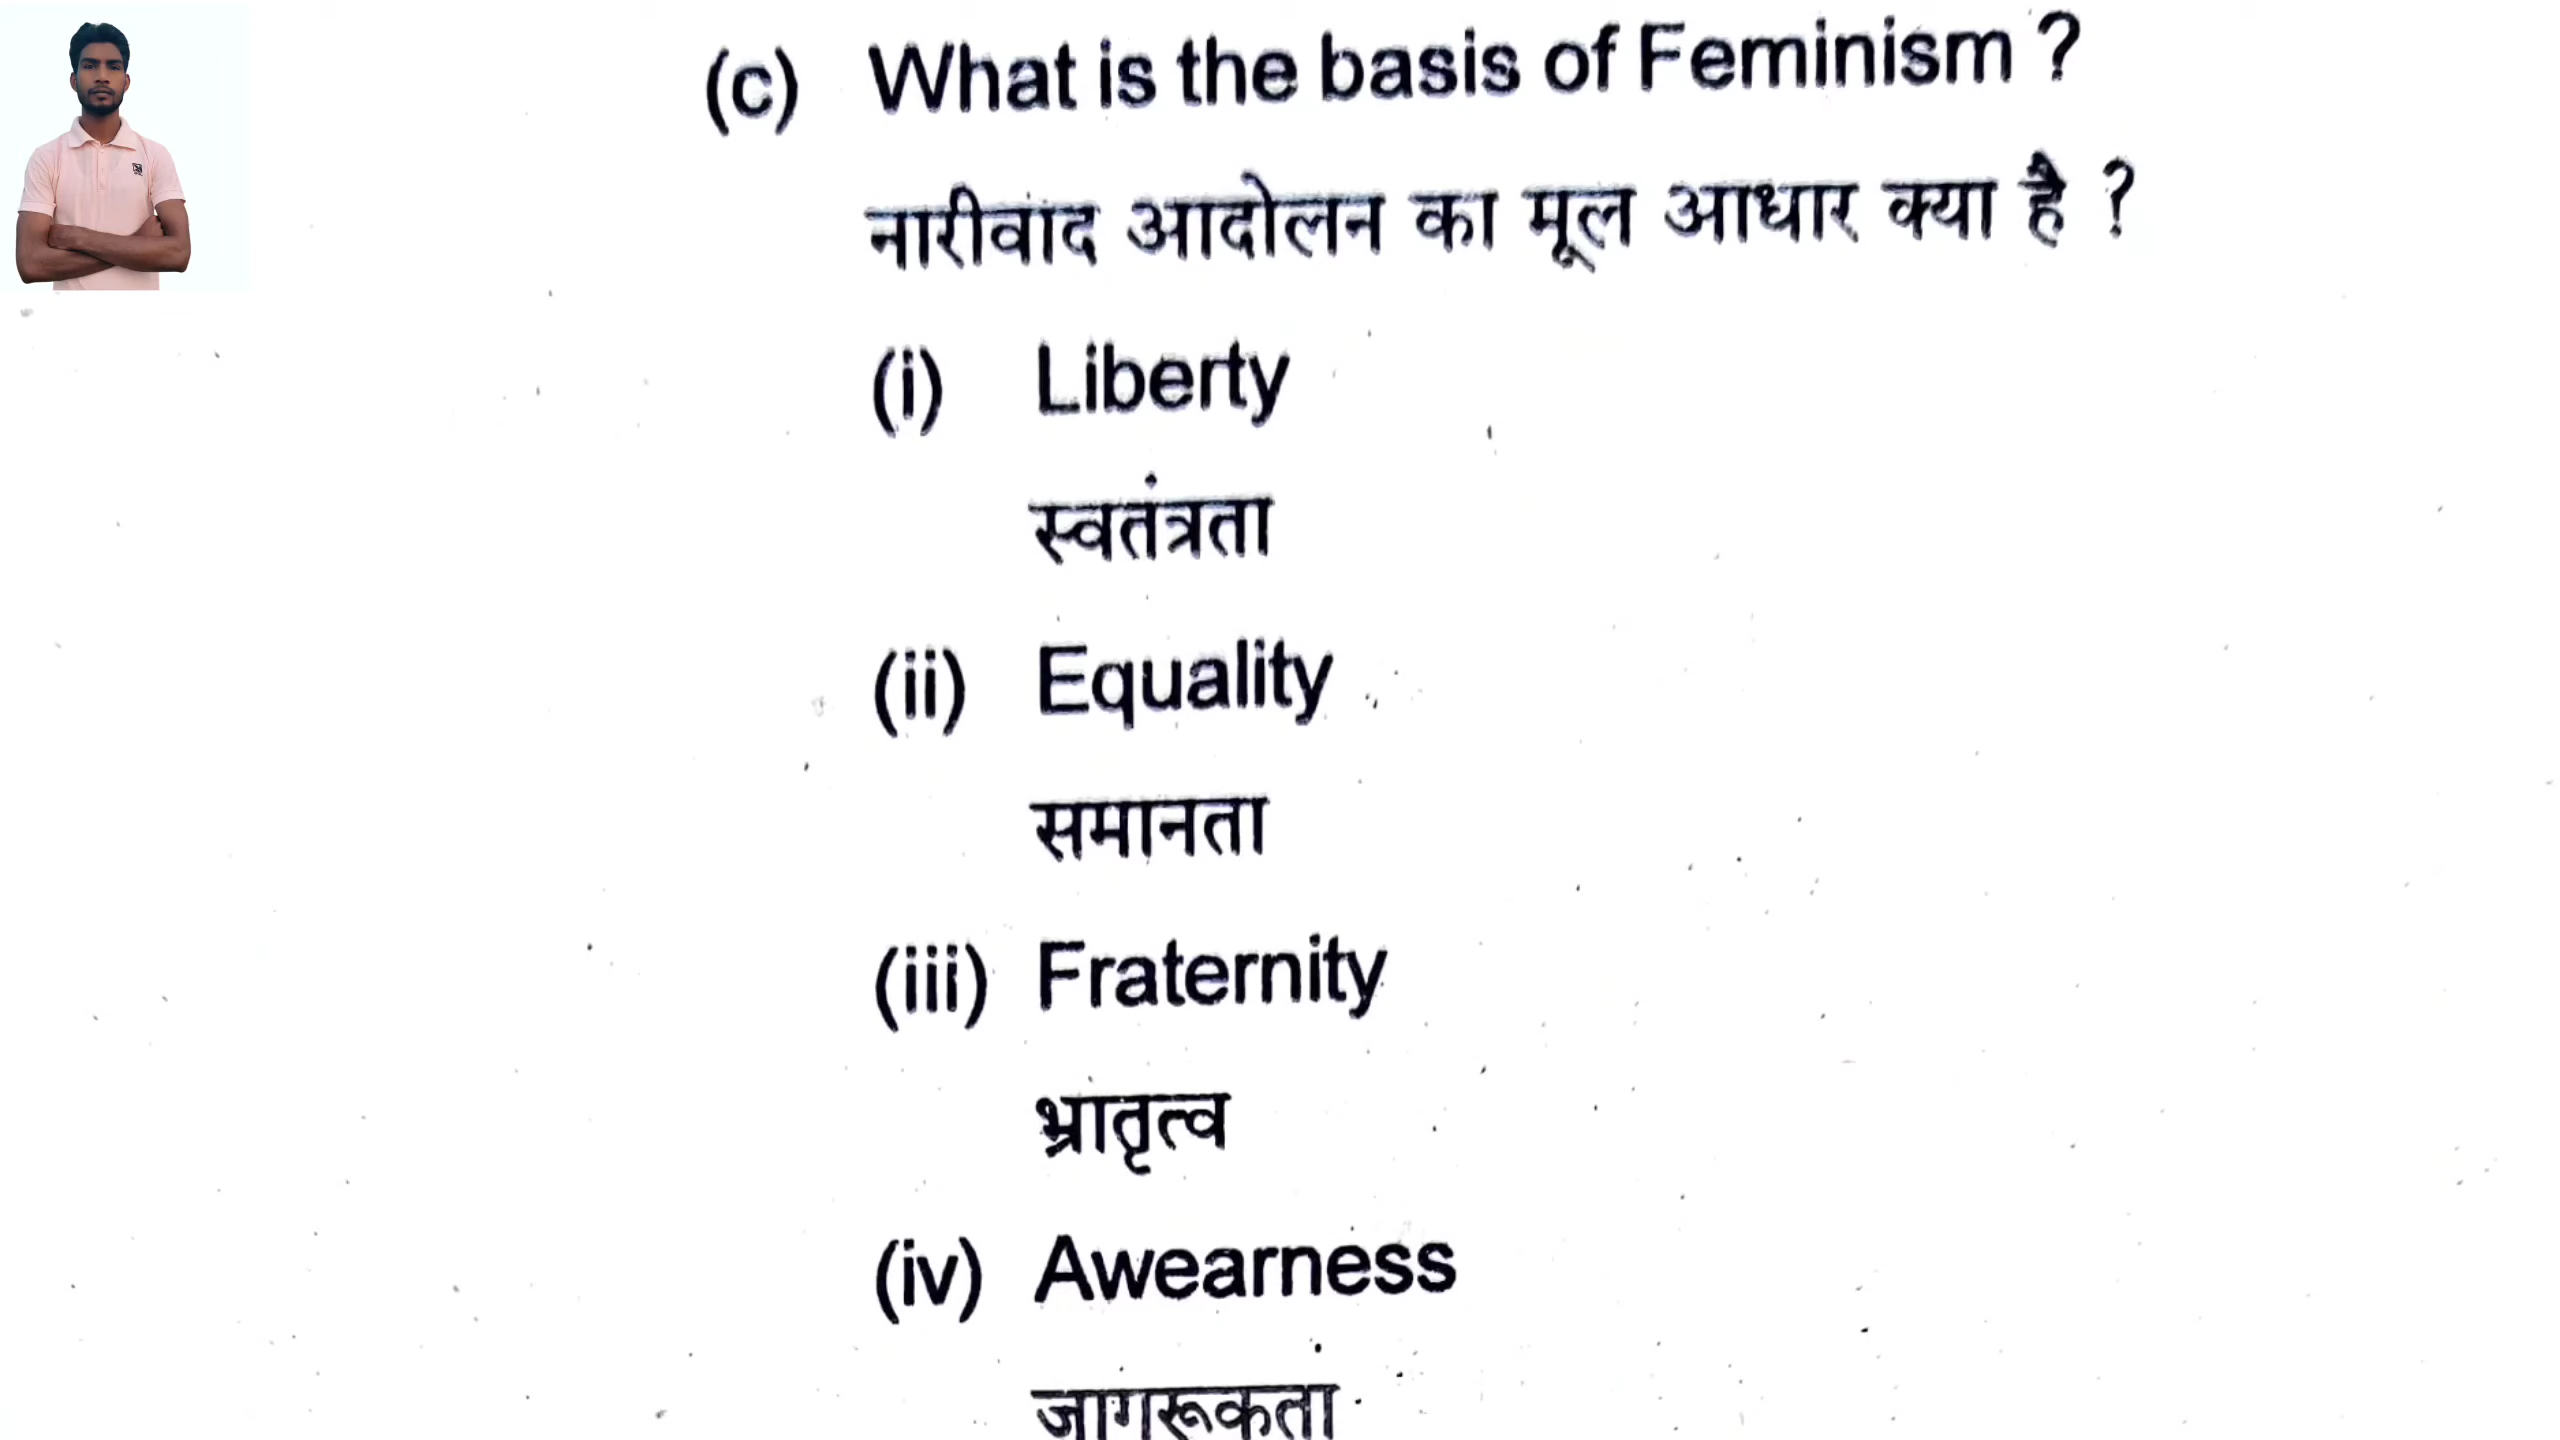 (c) What is the basis of Feminism ?
नारीवाद आदोलन का मूल आधार क्या है ?
(i) Liberty
स्वतंत्रता
(ii) Equality
समानता
(iii) Fraternity
भ्रातृत्व
(iv) Awearness
जागरूकता